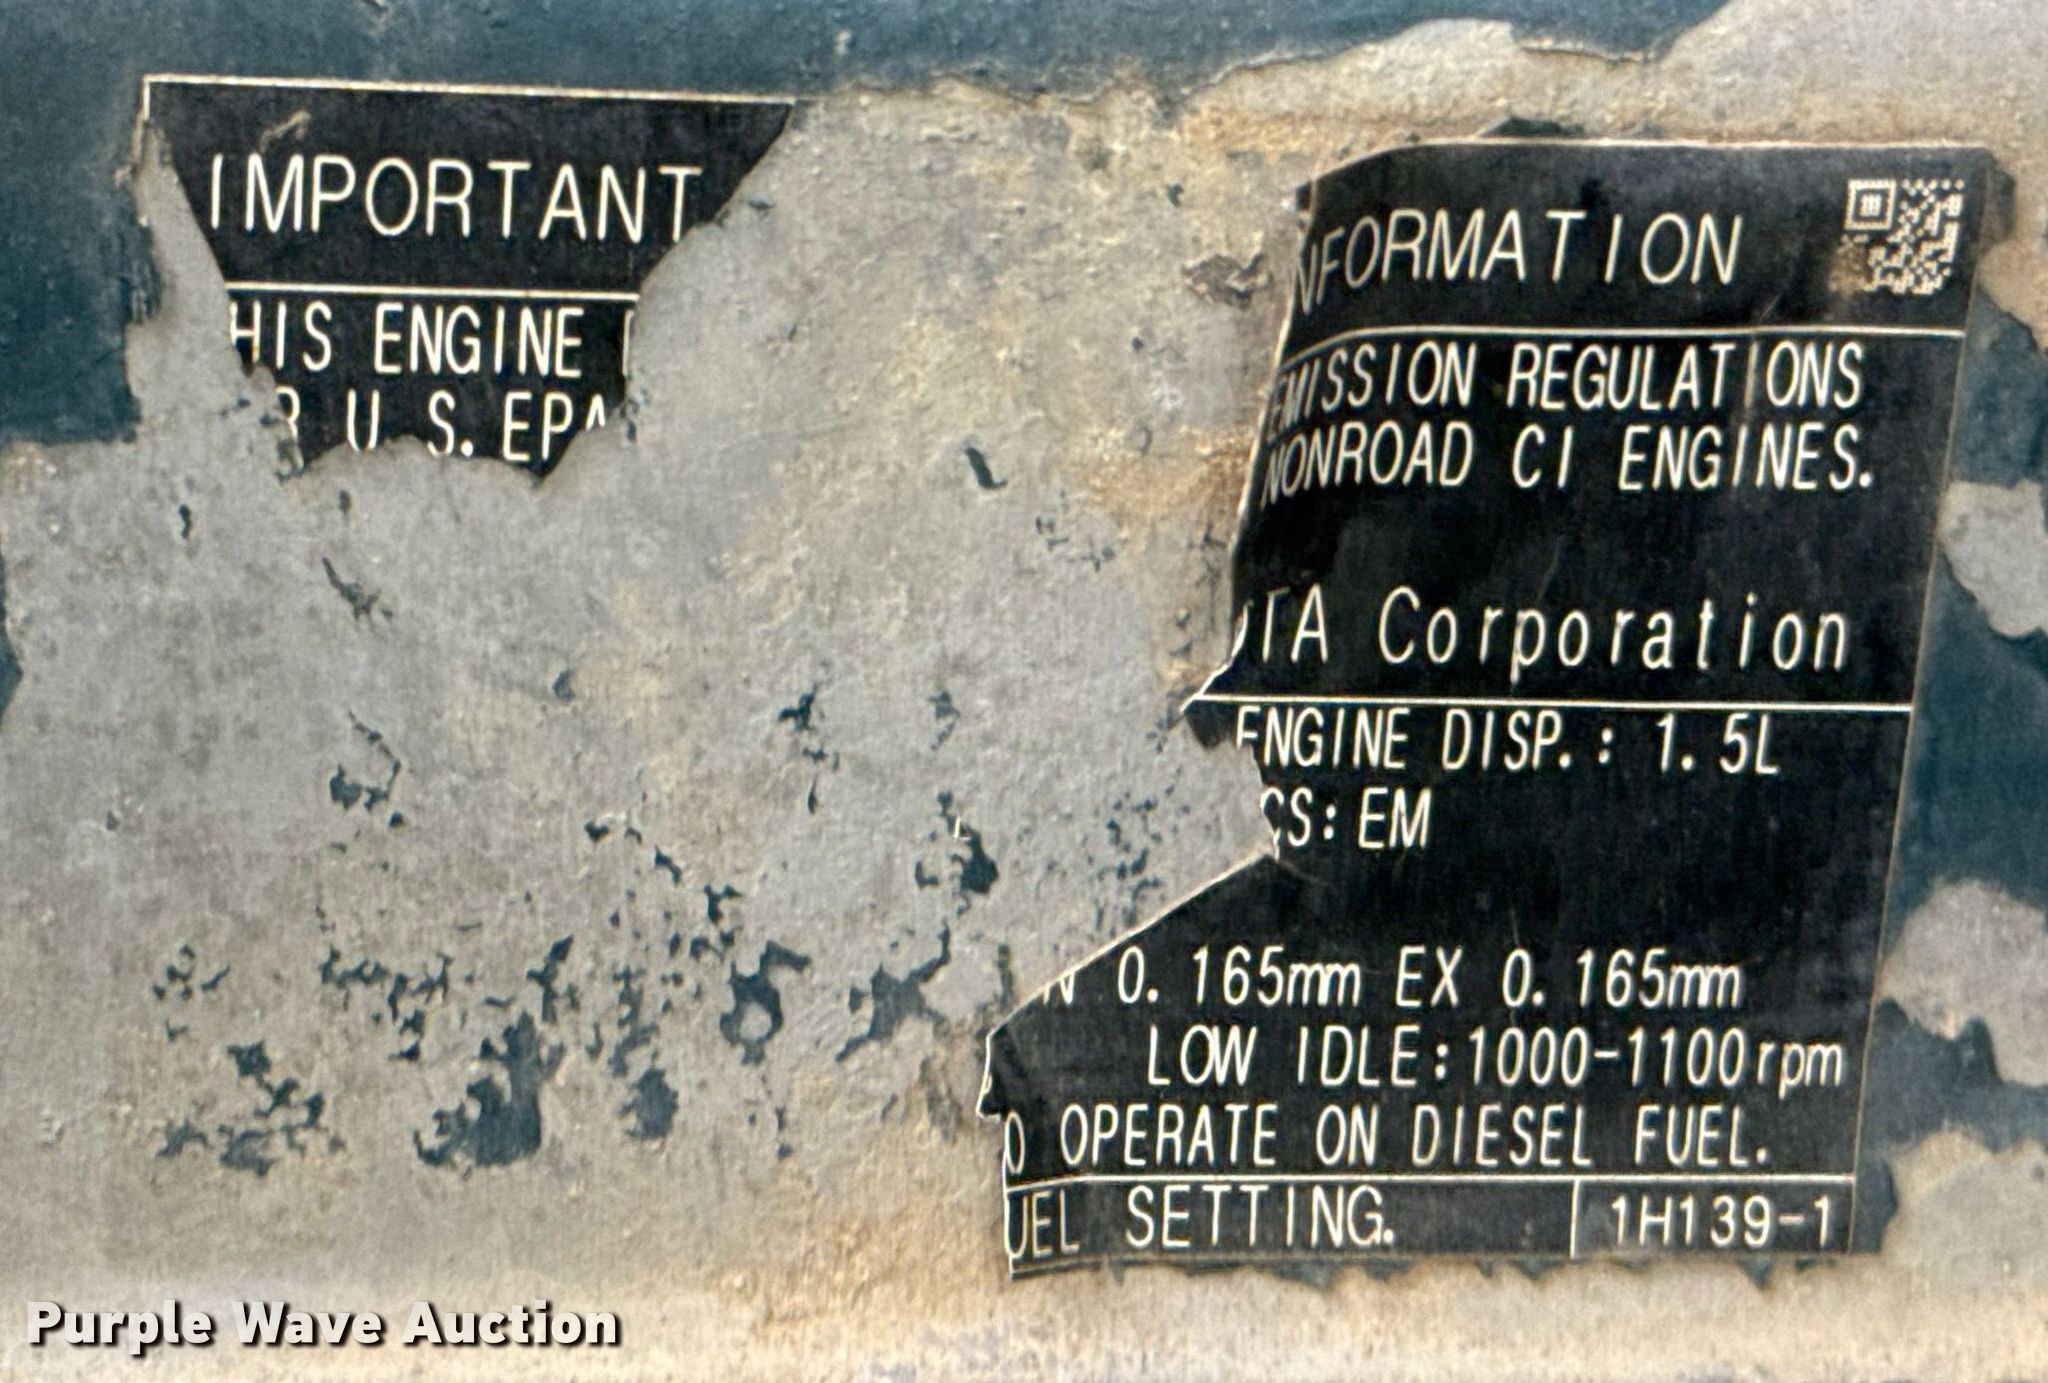 IMPORTANT NFORMATION
HIS ENGINE EMISSION REGULATIONS
R U.S.EPA NONROAD CI ENGINES.
OTA Corporation
ENGINE DISP.: 1.5L
CS:EM
N 0.165mm EX 0.165mm
LOW IDLE:1000-1100rpm
O OPERATE ON DIESEL FUEL.
UEL SETTING. 1H139-1
Purple Wave Auction